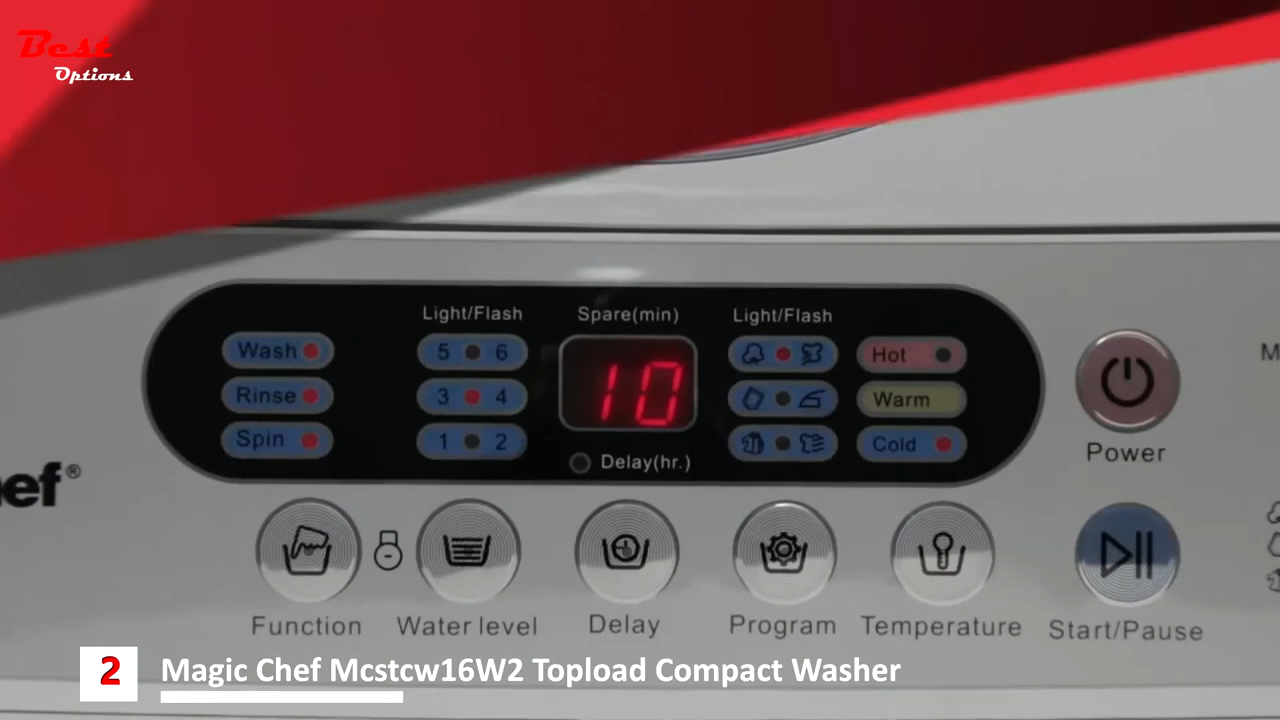 Best
Options
Light/Flash
Spare(min)
Light/Flash
Wash
5 6
10
Hot
Rinse
3 4
Warm
Spin
1 2
Delay(hr.)
Cold
Power
ef®
M
Function
Water level
Delay
Program
Temperature
Start/Pause
2
Magic Chef Mcstcw16W2 Topload Compact Washer